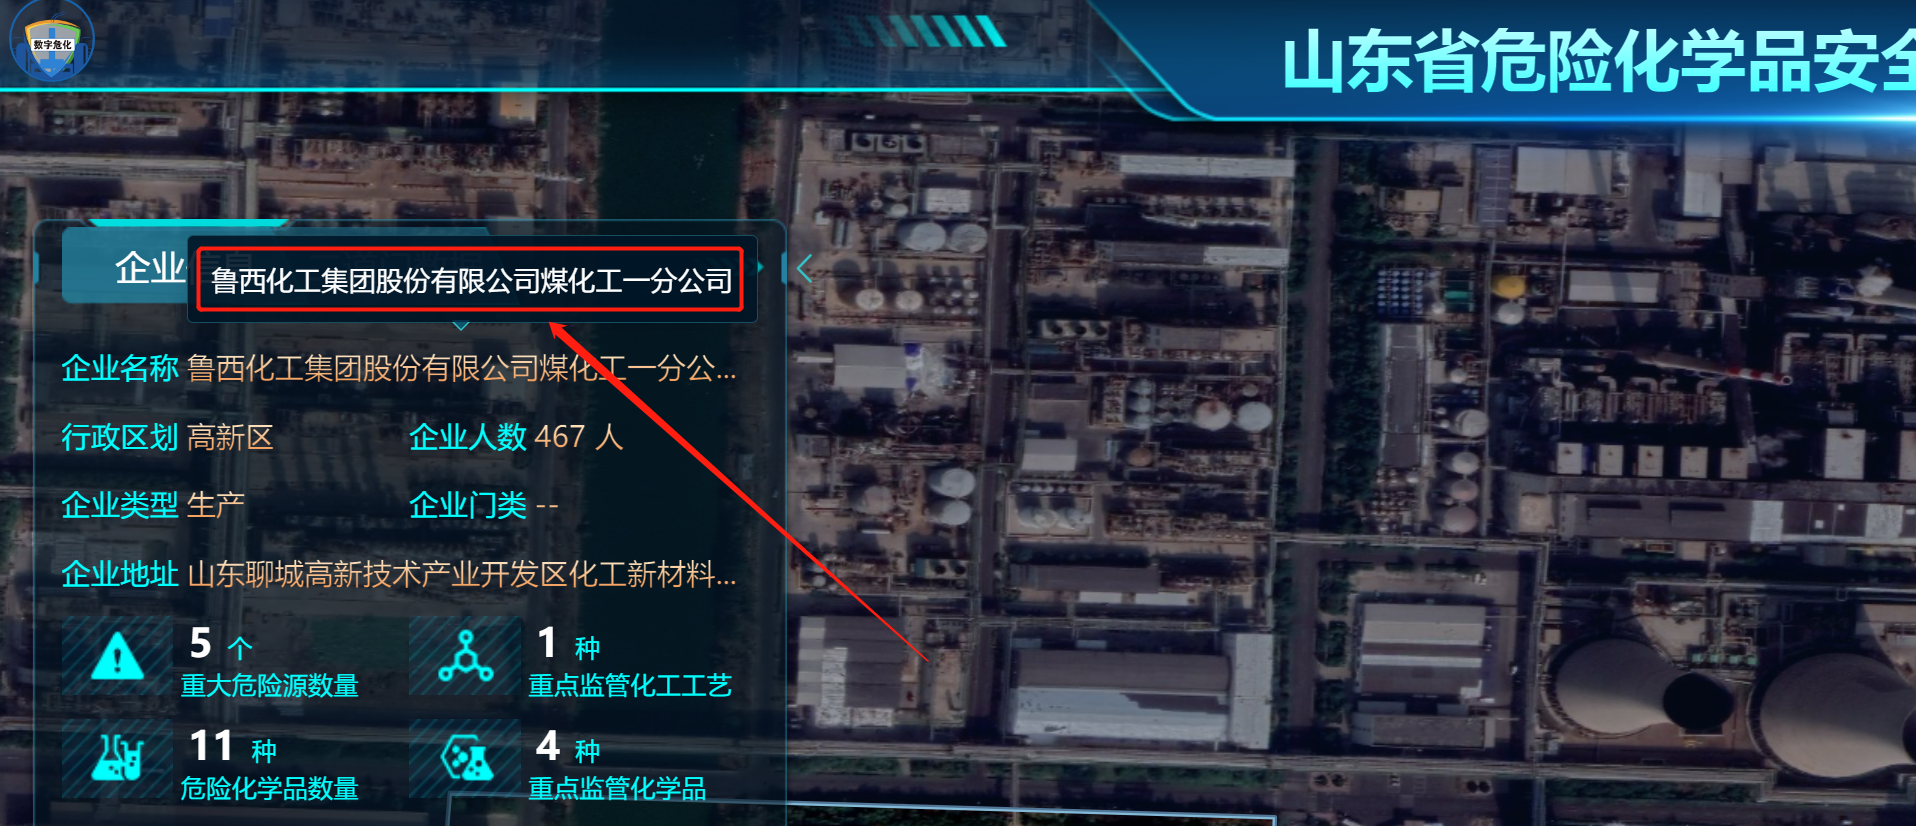 数字危化
山东省危险化学品安全
企业信息
鲁西化工集团股份有限公司煤化工一分公司
企业名称 鲁西化工集团股份有限公司煤化工一分公...
行政区划 高新区 企业人数 467 人
企业类型 生产 企业门类 --
企业地址 山东聊城高新技术产业开发区化工新材料...
5 个 1 种
重大危险源数量 重点监管化工工艺
11 种 4 种
危险化学品数量 重点监管化学品